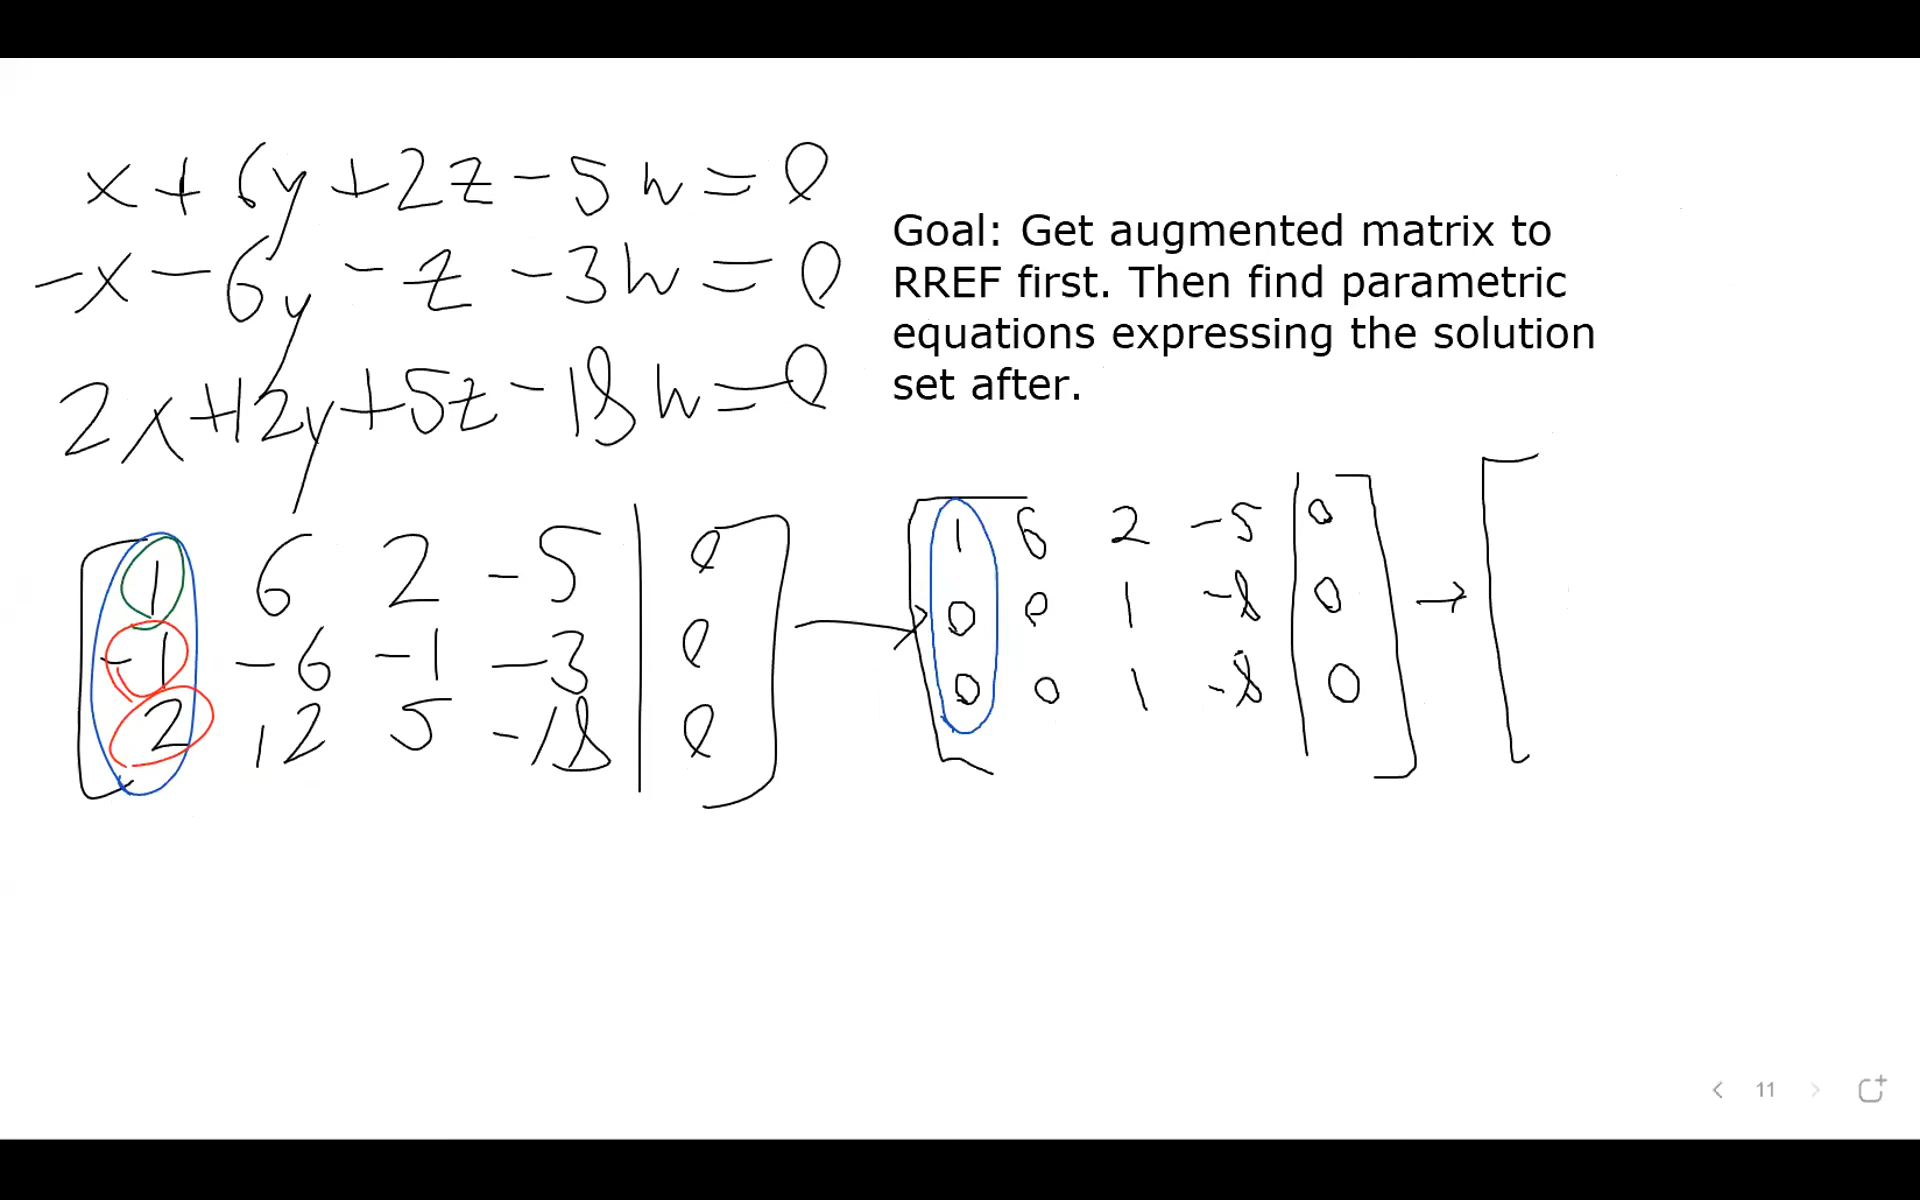 x + 6y + 2z - 5w = 0
-x - 6y - z - 3w = 0
2x + 12y + 5z - 18w = 0
Goal: Get augmented matrix to
RREF first. Then find parametric
equations expressing the solution
set after.
1 6 2 -5 | 0
-1 -6 -1 -3 | 0
2 12 5 -18 | 0
→
1 6 2 -5 | 0
0 0 1 -8 | 0
0 0 1 -8 | 0
→ [
11